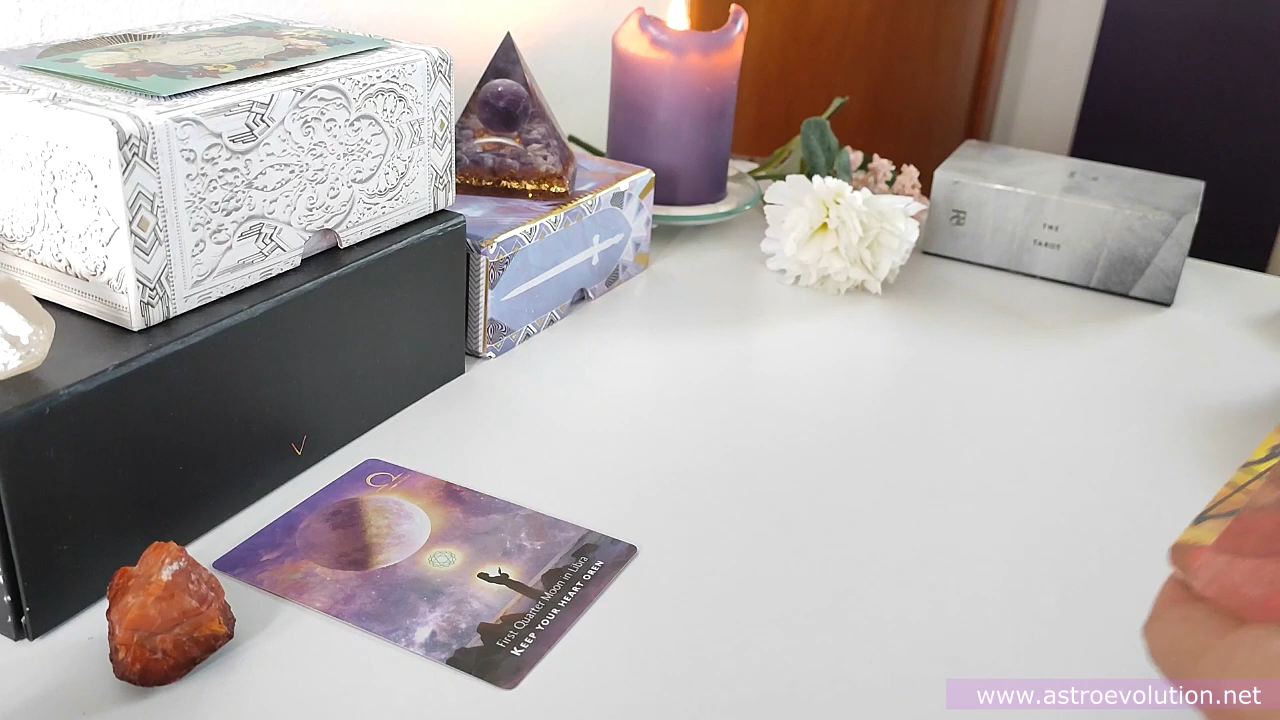 THE
TAROT
First Quarter Moon in Libra
KEEP YOUR HEART OPEN
www.astroevolution.net